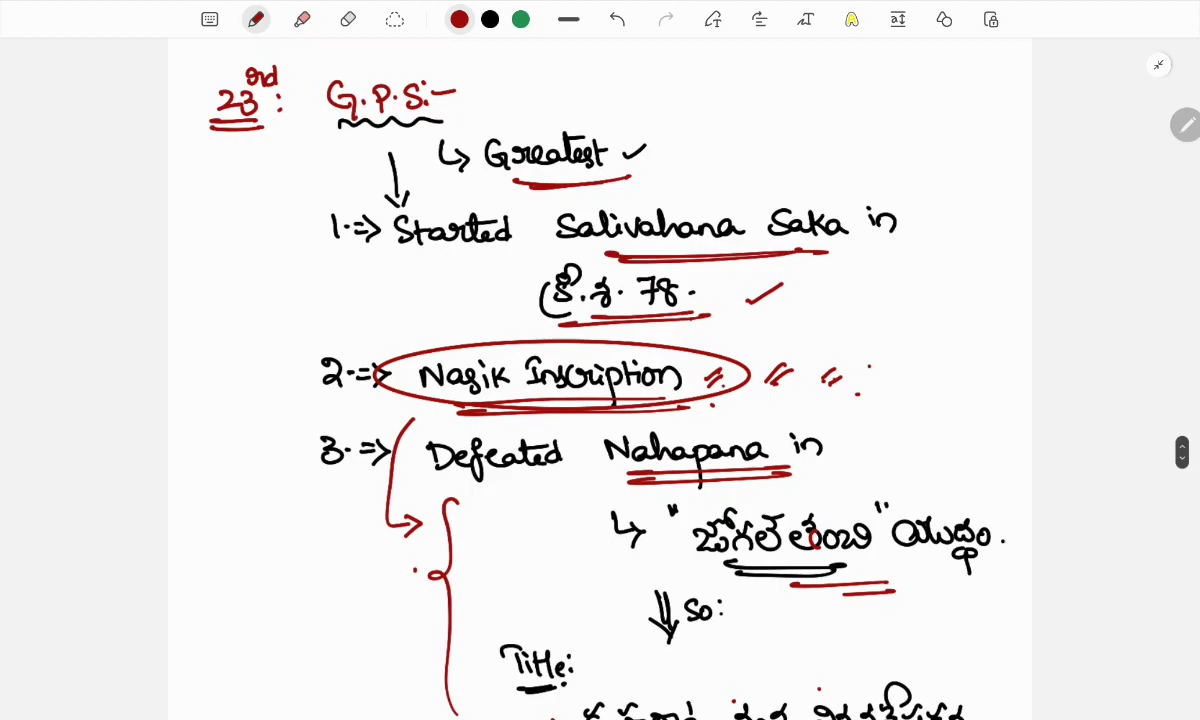 23rd : G.P.S:-
↳ Greatest ✓
1.=> Started Salivahana Saka in
క్రీ.శ. 78. ✓
2.=> Nasik Inscription
3.=> Defeated Nahapana in
↳ "జోగల్ తంబి" యుద్ధం.
⇓ So:
Title: